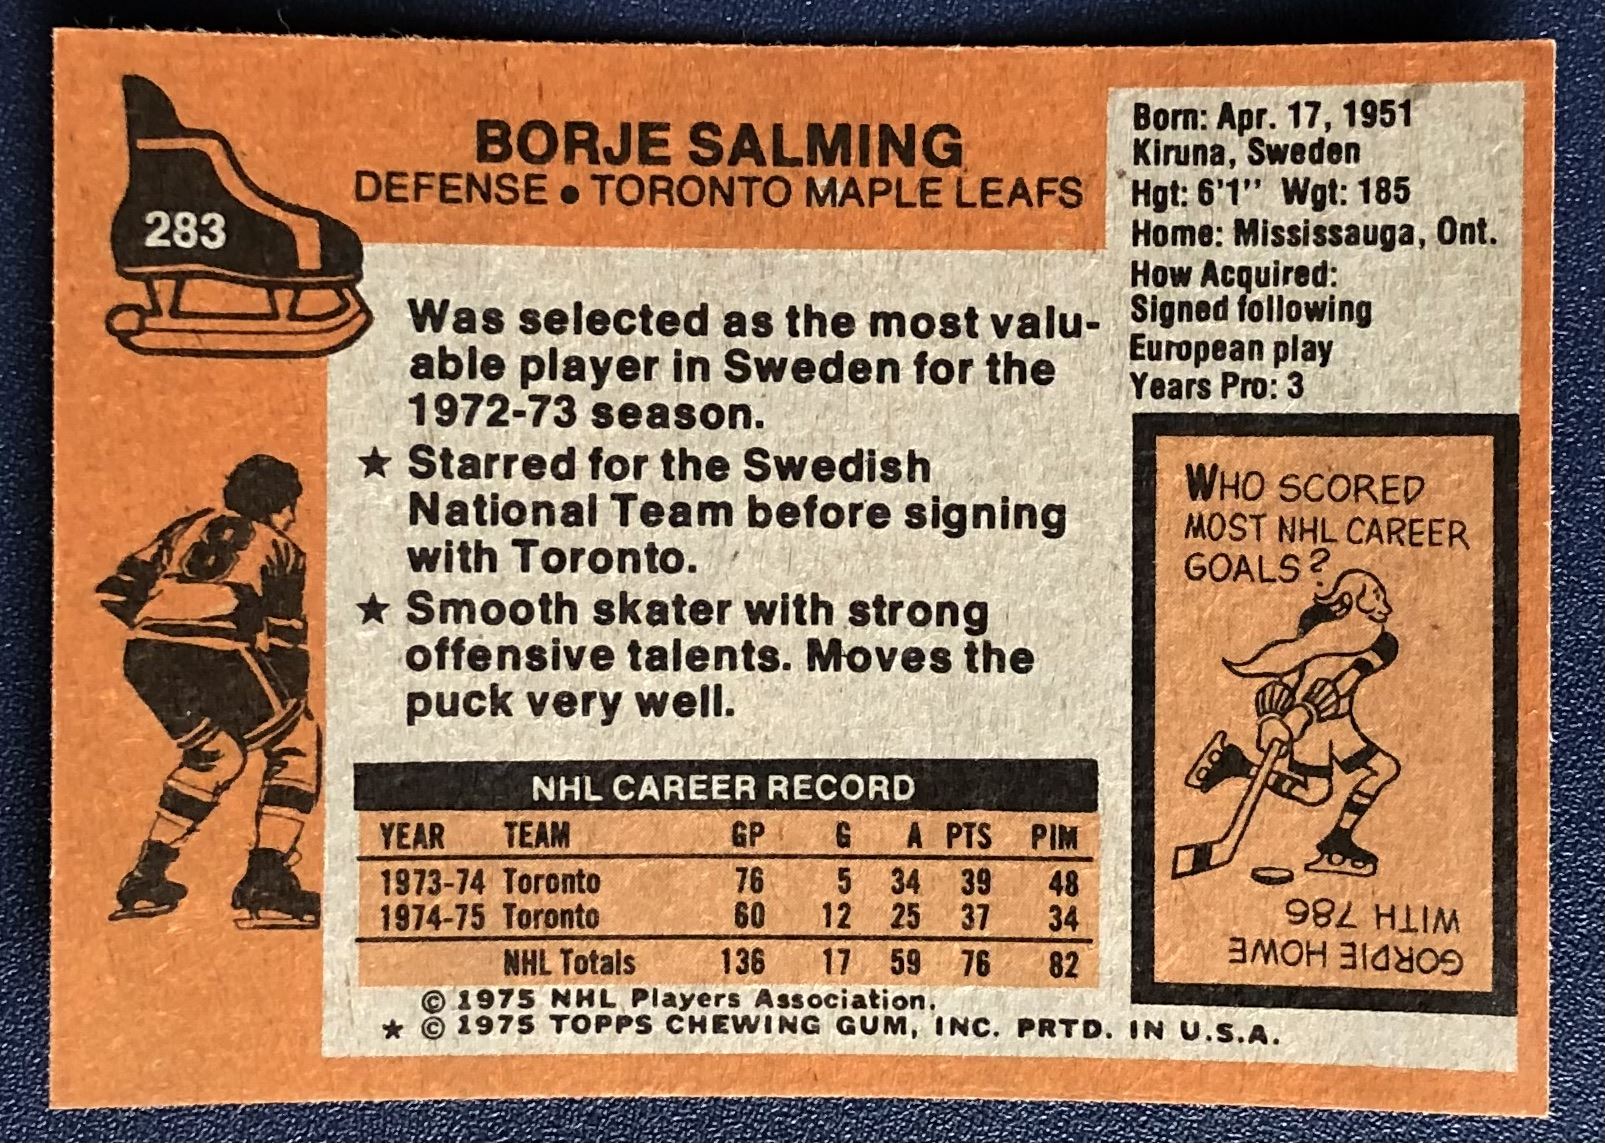 283
BORJE SALMING
DEFENSE • TORONTO MAPLE LEAFS
Born: Apr. 17, 1951
Kiruna, Sweden
Hgt: 6'1'' Wgt: 185
Home: Mississauga, Ont.
How Acquired:
Signed following
European play
Years Pro: 3
Was selected as the most valu-
able player in Sweden for the
1972-73 season.
★ Starred for the Swedish
National Team before signing
with Toronto.
★ Smooth skater with strong
offensive talents. Moves the
puck very well.
NHL CAREER RECORD
YEAR TEAM GP G A PTS PIM
1973-74 Toronto 76 5 34 39 48
1974-75 Toronto 60 12 25 37 34
NHL Totals 136 17 59 76 82
© 1975 NHL Players Association.
★ © 1975 TOPPS CHEWING GUM, INC. PRTD. IN U.S.A.
WHO SCORED
MOST NHL CAREER
GOALS?
GORDIE HOWE
WITH 786